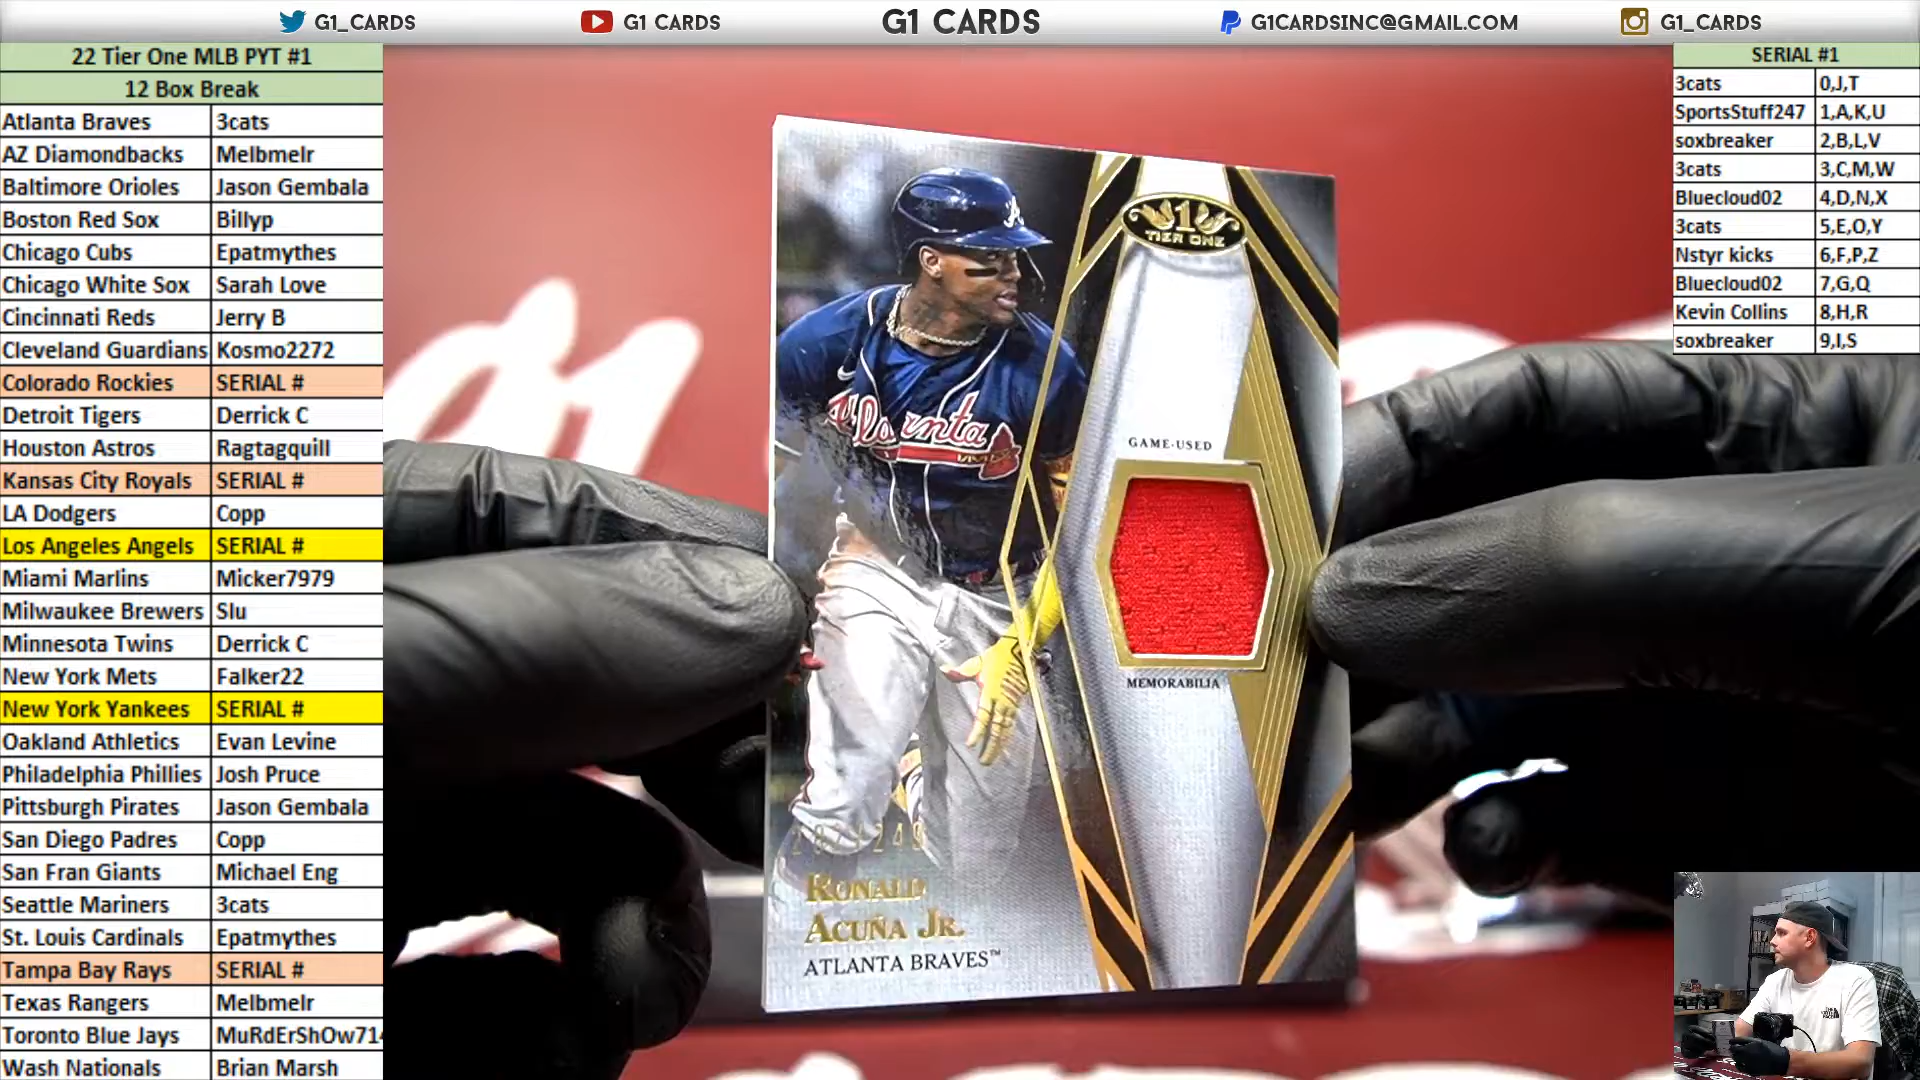 G1_CARDS
G1 CARDS
G1 CARDS
G1CARDSINC@GMAIL.COM
G1_CARDS
22 Tier One MLB PYT #1
12 Box Break
Atlanta Braves 3cats
AZ Diamondbacks Melbmelr
Baltimore Orioles Jason Gembala
Boston Red Sox Billyp
Chicago Cubs Epatmythes
Chicago White Sox Sarah Love
Cincinnati Reds Jerry B
Cleveland Guardians Kosmo2272
Colorado Rockies SERIAL #
Detroit Tigers Derrick C
Houston Astros Ragtagquill
Kansas City Royals SERIAL #
LA Dodgers Copp
Los Angeles Angels SERIAL #
Miami Marlins Micker7979
Milwaukee Brewers Slu
Minnesota Twins Derrick C
New York Mets Falker22
New York Yankees SERIAL #
Oakland Athletics Evan Levine
Philadelphia Phillies Josh Pruce
Pittsburgh Pirates Jason Gembala
San Diego Padres Copp
San Fran Giants Michael Eng
Seattle Mariners 3cats
St. Louis Cardinals Epatmythes
Tampa Bay Rays SERIAL #
Texas Rangers Melbmelr
Toronto Blue Jays MuRdErShOw714
Wash Nationals Brian Marsh
1
TIER ONE
Atlanta
GAME-USED
MEMORABILIA
RONALD
ACUÑA JR.
ATLANTA BRAVES™
SERIAL #1
3cats 0,J,T
SportsStuff247 1,A,K,U
soxbreaker 2,B,L,V
3cats 3,C,M,W
Bluecloud02 4,D,N,X
3cats 5,E,O,Y
Nstyr kicks 6,F,P,Z
Bluecloud02 7,G,Q
Kevin Collins 8,H,R
soxbreaker 9,I,S